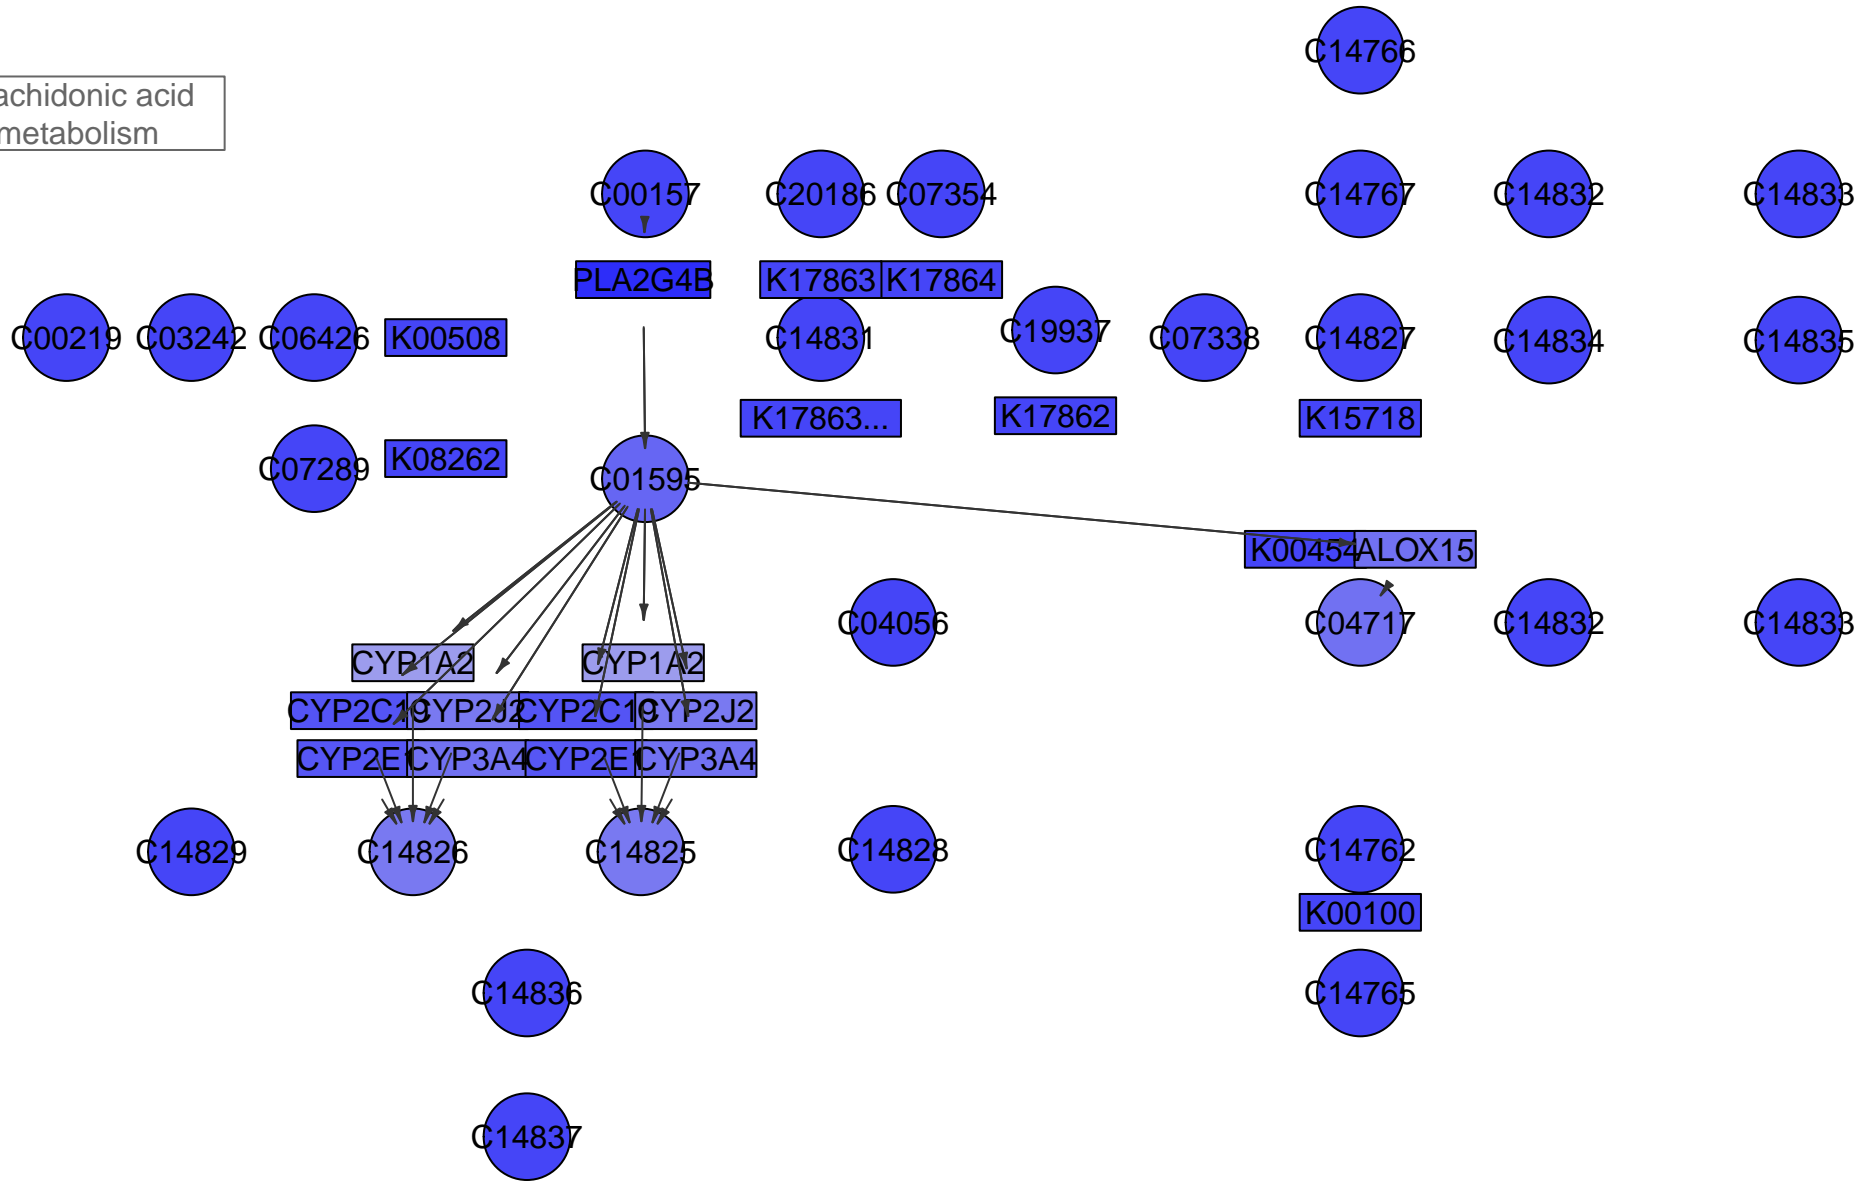 C14766
achidonic acid
metabolism
C00157
C20186
C07354
C14767
C14832
C14833
PLA2G4B
K17863
K17864
C00219
C03242
C06426
K00508
C14831
C19937
C07338
C14827
C14834
C14835
K17863...
K17862
K15718
C07289
K08262
C01595
K00454
ALOX15
C04056
C04717
C14832
C14833
CYP1A2
CYP1A2
CYP2C19
CYP2J2
CYP2C19
CYP2J2
CYP2E1
CYP3A4
CYP2E1
CYP3A4
C14829
C14826
C14825
C14828
C14762
K00100
C14836
C14765
C14837